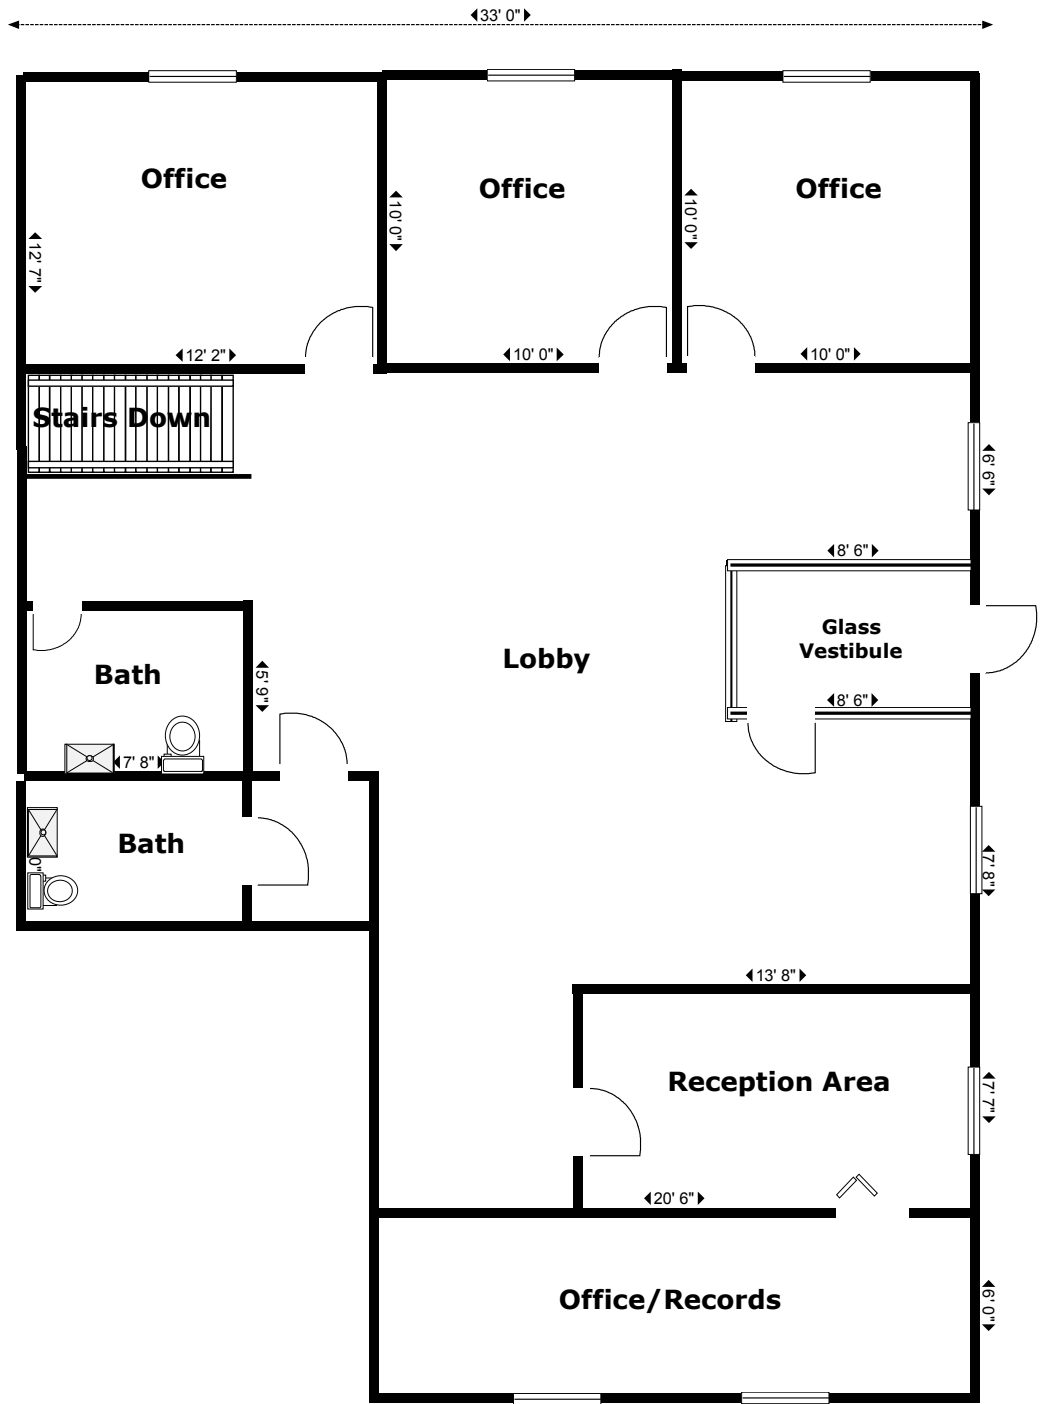 33' 0"
Office
Office
Office
10' 0"
10' 0"
12' 7"
12' 2"
10' 0"
10' 0"
Stairs Down
6' 6"
8' 6"
Glass
Vestibule
Lobby
Bath
5' 9"
8' 6"
7' 8"
Bath
0"
7' 8"
13' 8"
Reception Area
7' 7"
20' 6"
Office/Records
6' 0"